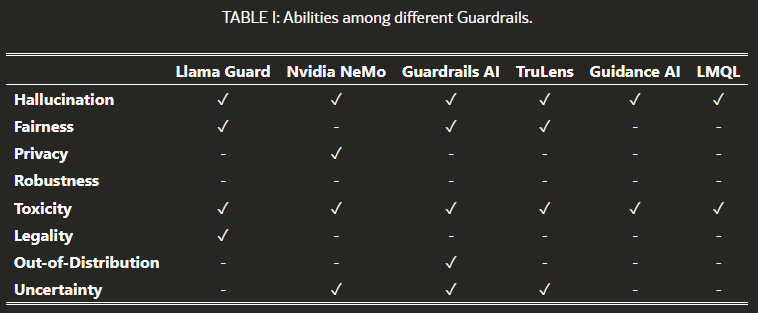 TABLE I: Abilities among different Guardrails.
Llama Guard Nvidia NeMo Guardrails AI TruLens Guidance AI LMQL
Hallucination ✓ ✓ ✓ ✓ ✓ ✓
Fairness ✓ - ✓ ✓ - -
Privacy - ✓ - - - -
Robustness - - - - - -
Toxicity ✓ ✓ ✓ ✓ ✓ ✓
Legality ✓ - - - - -
Out-of-Distribution - - ✓ - - -
Uncertainty - ✓ ✓ ✓ - -